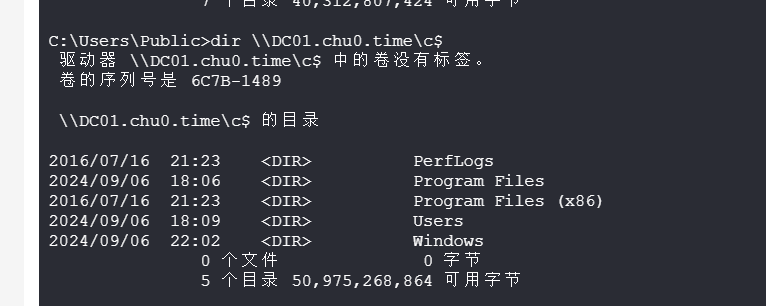 7 个目录 40,312,807,424 可用字节
C:\Users\Public>dir \\DC01.chu0.time\c$
驱动器 \\DC01.chu0.time\c$ 中的卷没有标签。
卷的序列号是 6C7B-1489
\\DC01.chu0.time\c$ 的目录
2016/07/16  21:23    <DIR>          PerfLogs
2024/09/06  18:06    <DIR>          Program Files
2016/07/16  21:23    <DIR>          Program Files (x86)
2024/09/06  18:09    <DIR>          Users
2024/09/06  22:02    <DIR>          Windows
0 个文件              0 字节
5 个目录 50,975,268,864 可用字节